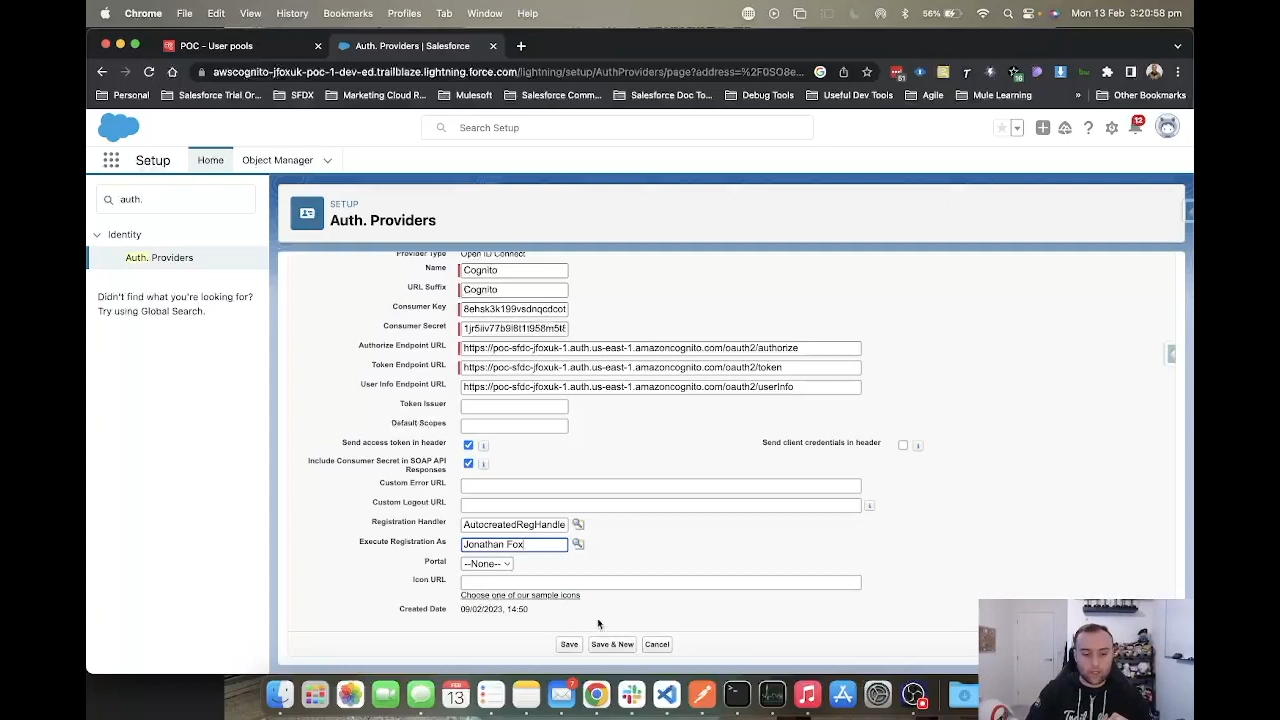 Chrome File Edit View History Bookmarks Profiles Tab Window Help 56% Mon 13 Feb 3:20:58 pm
POC - User pools
Auth. Providers | Salesforce
awscognito-jfoxuk-poc-1-dev-ed.trailblaze.lightning.force.com/lightning/setup/AuthProviders/page?address=%2F0SO8e...
Personal Salesforce Trial Or... SFDX Marketing Cloud R... Mulesoft Salesforce Comm... Salesforce Doc To... Debug Tools Useful Dev Tools Agile Mule Learning » Other Bookmarks
Search Setup
12
Setup Home Object Manager
auth.
Identity
Auth. Providers
Didn't find what you're looking for?
Try using Global Search.
SETUP
Auth. Providers
Provider Type Open ID Connect
Name Cognito
URL Suffix Cognito
Consumer Key 8ehsk3k199vsdnqcdcot
Consumer Secret
Authorize Endpoint URL https://poc-sfdc-jfoxuk-1.auth.us-east-1.amazoncognito.com/oauth2/authorize
Token Endpoint URL https://poc-sfdc-jfoxuk-1.auth.us-east-1.amazoncognito.com/oauth2/token
User Info Endpoint URL https://poc-sfdc-jfoxuk-1.auth.us-east-1.amazoncognito.com/oauth2/userInfo
Token Issuer
Default Scopes
Send access token in header Send client credentials in header
Include Consumer Secret in SOAP API
Responses
Custom Error URL
Custom Logout URL
Registration Handler AutocreatedRegHandle
Execute Registration As Jonathan Fox
Portal --None--
Icon URL
Choose one of our sample icons
Created Date 09/02/2023, 14:50
Save Save & New Cancel
FEB
13
7